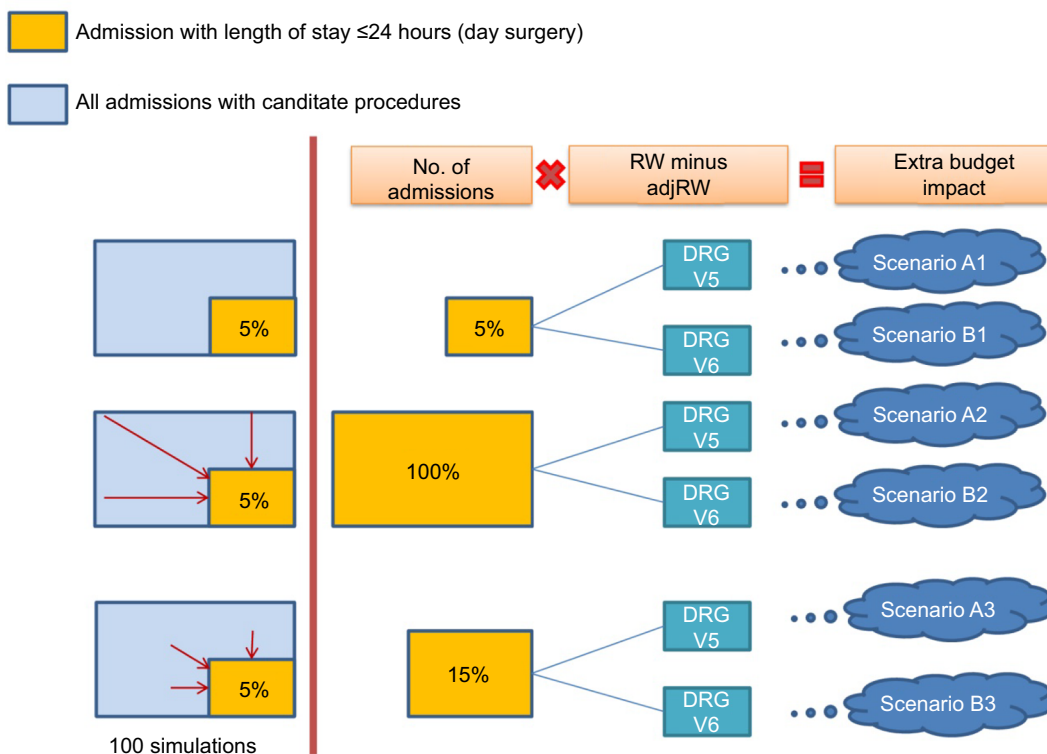 Admission with length of stay ≤24 hours (day surgery)
All admissions with canditate procedures
No. of
admissions
RW minus
adjRW
Extra budget
impact
5%
5%
DRG
V5
Scenario A1
DRG
V6
Scenario B1
5%
100%
DRG
V5
Scenario A2
DRG
V6
Scenario B2
5%
15%
DRG
V5
Scenario A3
DRG
V6
Scenario B3
100 simulations